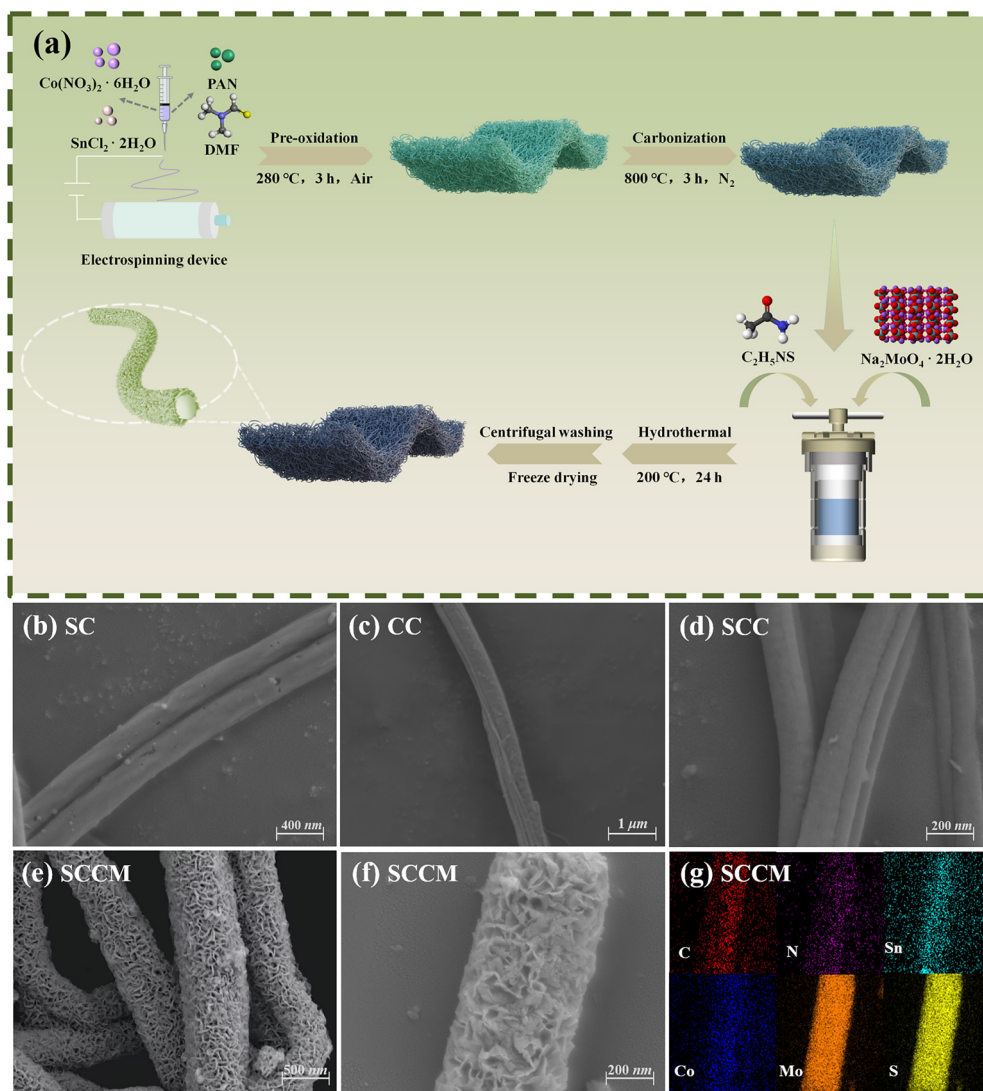 (a)
Co(NO₃)₂ · 6H₂O
PAN
SnCl₂ · 2H₂O
DMF
Electrospinning device
Pre-oxidation
280 ℃，3 h，Air
Carbonization
800 ℃，3 h，N₂
C₂H₅NS
Na₂MoO₄ · 2H₂O
Hydrothermal
200 ℃，24 h
Centrifugal washing
Freeze drying
(b) SC
400 nm
(c) CC
1 μm
(d) SCC
200 nm
(e) SCCM
500 nm
(f) SCCM
200 nm
(g) SCCM
C
N
Sn
Co
Mo
S